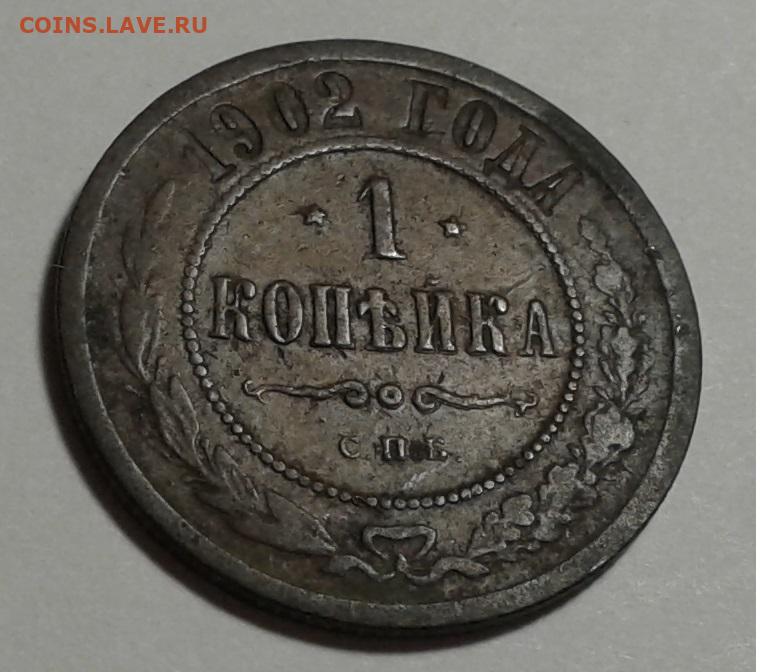 COINS.LAVE.RU
1902 ГОДА
1
КОПѢЙКА
С.П.Б.